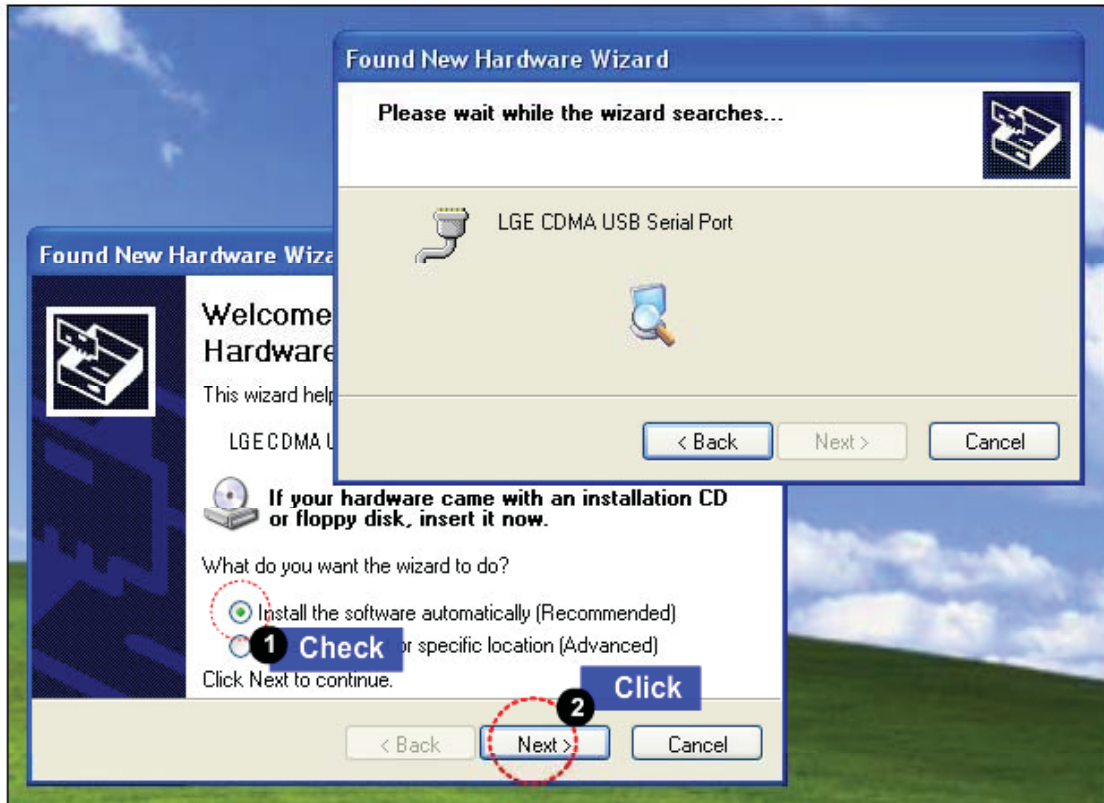 Found New Hardware Wizard
Please wait while the wizard searches...
LGE CDMA USB Serial Port
< Back
Next >
Cancel
Found New Hardware
Welcome
Hardware
This wizard
LGE CDMA
If your hardware came with an installation CD
or floppy disk, insert it now.
What do you want the wizard to do?
Install the software automatically (Recommended)
1 Check
specific location (Advanced)
Click Next to continue.
2 Click
< Back
Next >
Cancel